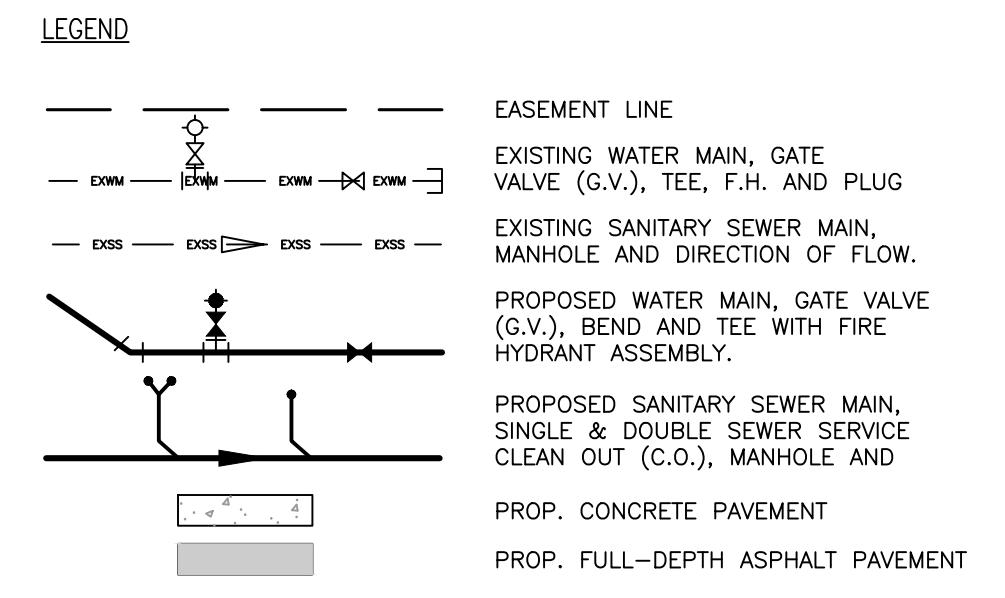 LEGEND
EASEMENT LINE
EXISTING WATER MAIN, GATE
VALVE (G.V.), TEE, F.H. AND PLUG
EXWM EXWM EXWM EXWM
EXISTING SANITARY SEWER MAIN,
MANHOLE AND DIRECTION OF FLOW.
EXSS EXSS EXSS EXSS
PROPOSED WATER MAIN, GATE VALVE
(G.V.), BEND AND TEE WITH FIRE
HYDRANT ASSEMBLY.
PROPOSED SANITARY SEWER MAIN,
SINGLE & DOUBLE SEWER SERVICE
CLEAN OUT (C.O.), MANHOLE AND
PROP. CONCRETE PAVEMENT
PROP. FULL-DEPTH ASPHALT PAVEMENT